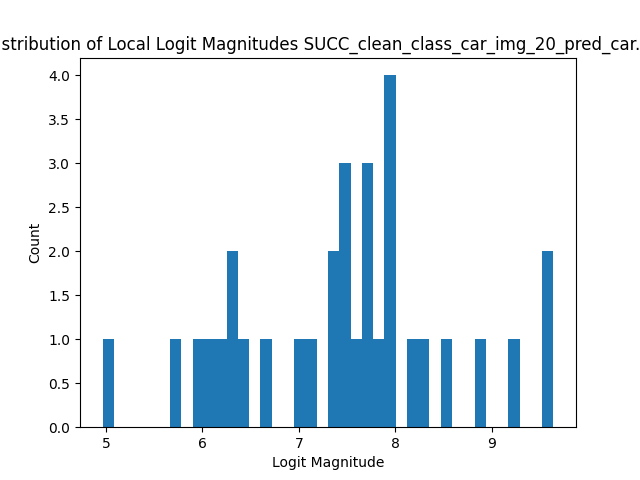 stribution of Local Logit Magnitudes SUCC_clean_class_car_img_20_pred_car.
4.0
3.5
3.0
2.5
2.0
1.5
1.0
0.5
0.0
Count
5 6 7 8 9
Logit Magnitude